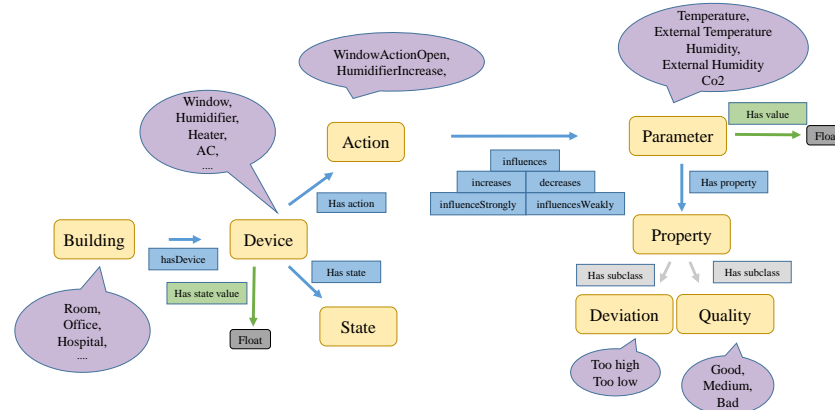 Temperature,
External Temperature
Humidity,
External Humidity
Co2
WindowActionOpen,
HumidifierIncrease,
Window,
Humidifier,
Heater,
AC,
....
Has value
Float
Action
Parameter
influences
increases
decreases
influenceStrongly
influencesWeakly
Has action
Has property
Building
hasDevice
Device
Property
Has state
Has state value
Has subclass
Has subclass
Room,
Office,
Hospital,
....
Float
State
Deviation
Quality
Too high
Too low
Good,
Medium,
Bad